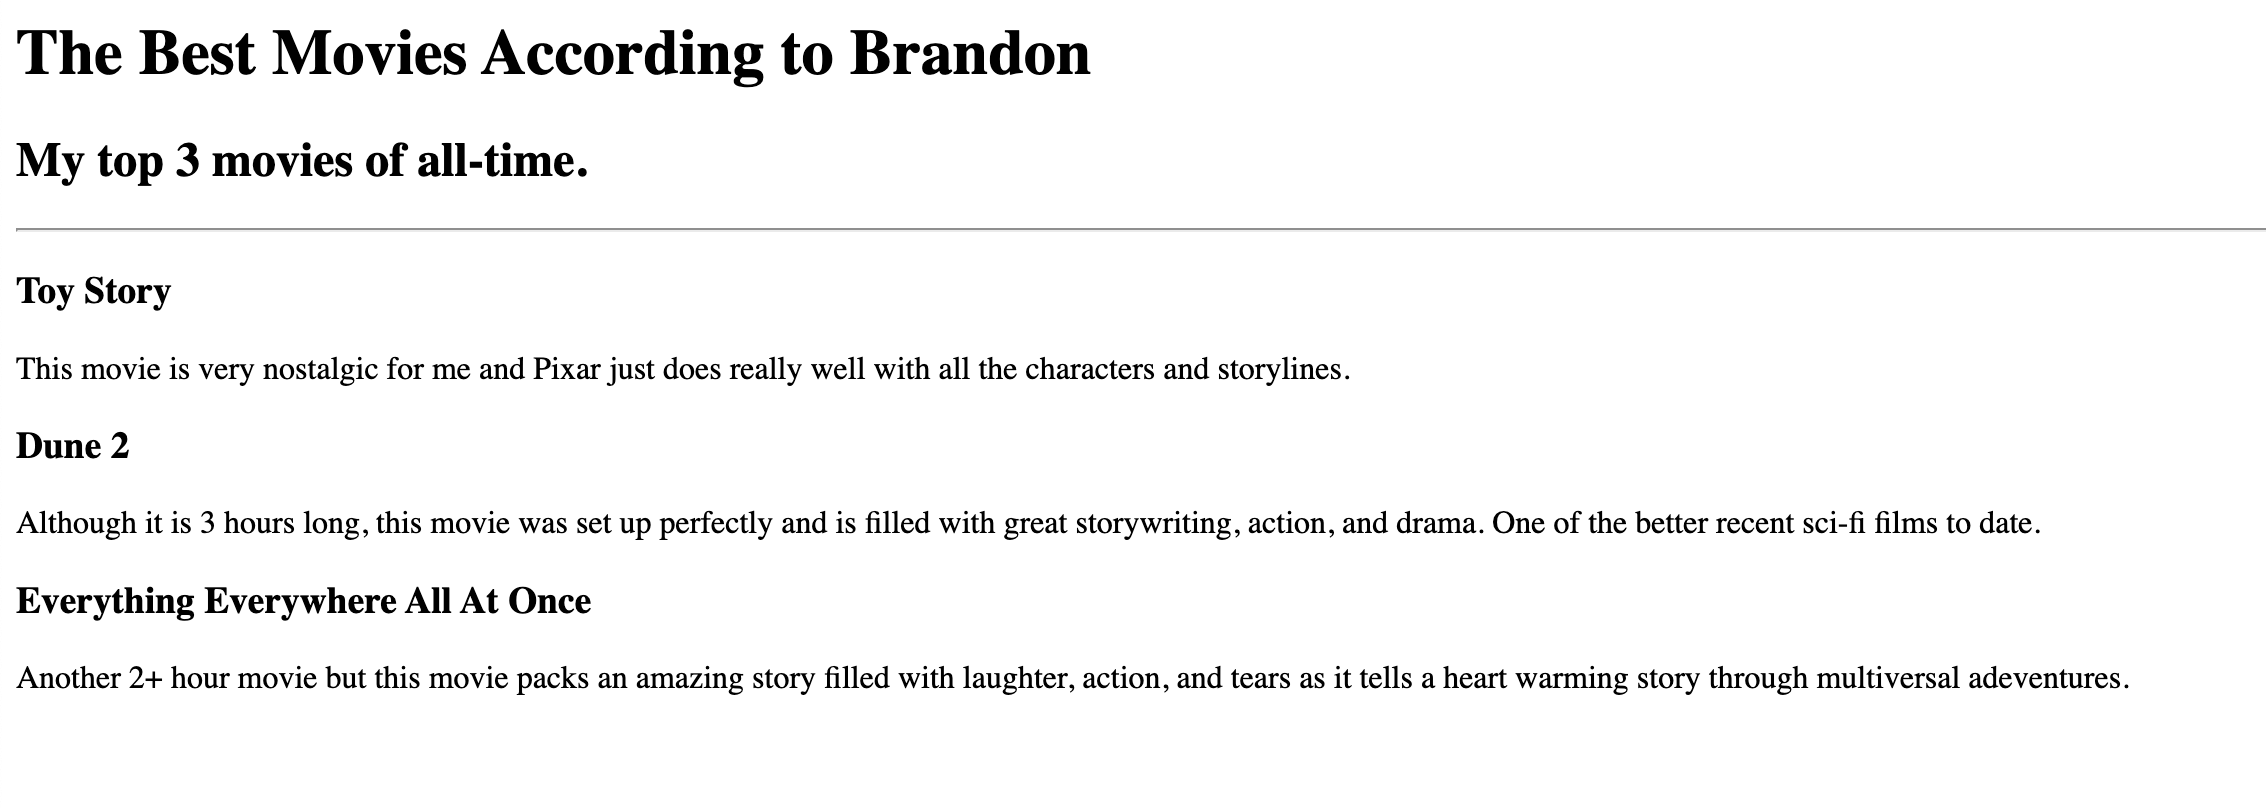 The Best Movies According to Brandon
My top 3 movies of all-time.
Toy Story
This movie is very nostalgic for me and Pixar just does really well with all the characters and storylines.
Dune 2
Although it is 3 hours long, this movie was set up perfectly and is filled with great storywriting, action, and drama. One of the better recent sci-fi films to date.
Everything Everywhere All At Once
Another 2+ hour movie but this movie packs an amazing story filled with laughter, action, and tears as it tells a heart warming story through multiversal adeventures.